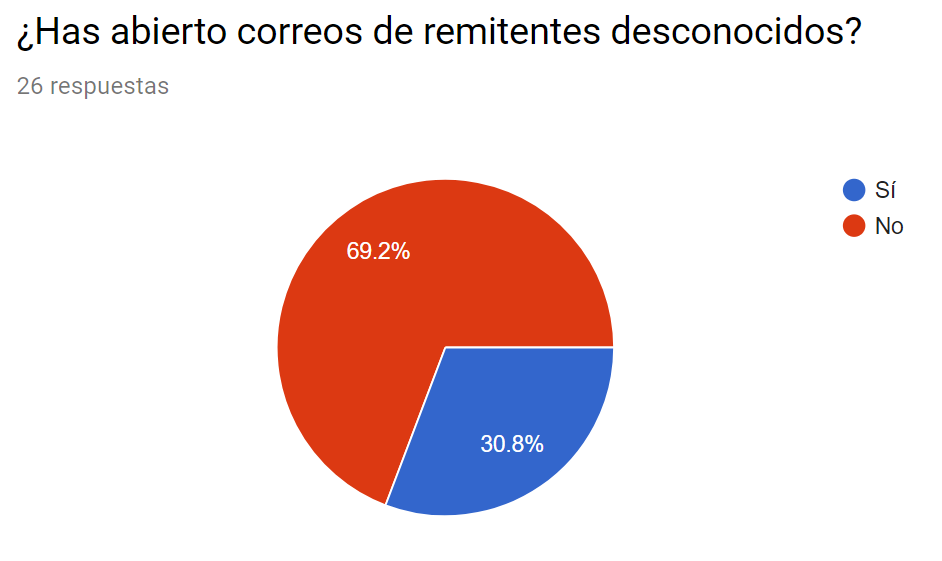 ¿Has abierto correos de remitentes desconocidos?
26 respuestas
Sí
No
69.2%
30.8%